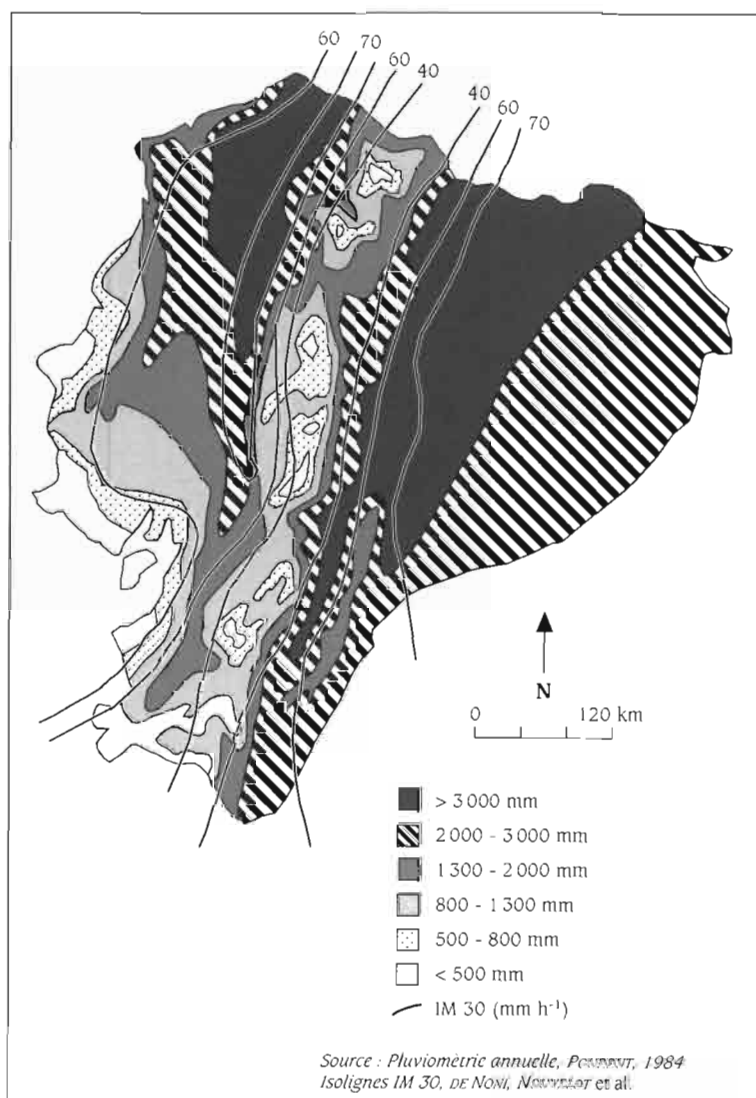 60
70
60
40
40
60
70
N
0 120 km
> 3 000 mm
2 000 - 3 000 mm
1 300 - 2 000 mm
800 - 1 300 mm
500 - 800 mm
< 500 mm
IM 30 (mm h⁻¹)
Source : Pluviométrie annuelle, 1984
Isolignes IM 30, DE NONI, NOUVELOT et al.